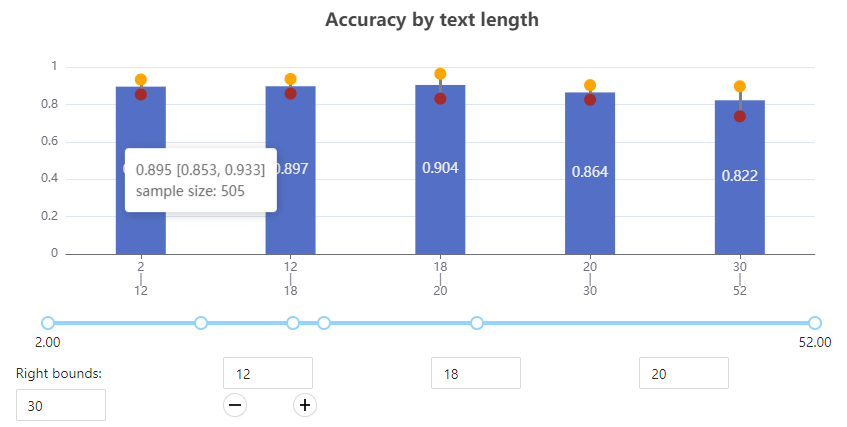 Accuracy by text length
1
0.8
0.6
0.4
0.2
0
0.895 [0.853, 0.933]
sample size: 505
0.897
0.904
0.864
0.822
2 12 18 20 30
| | | | |
12 18 20 30 52
2.00 52.00
Right bounds: 12 18 20
30